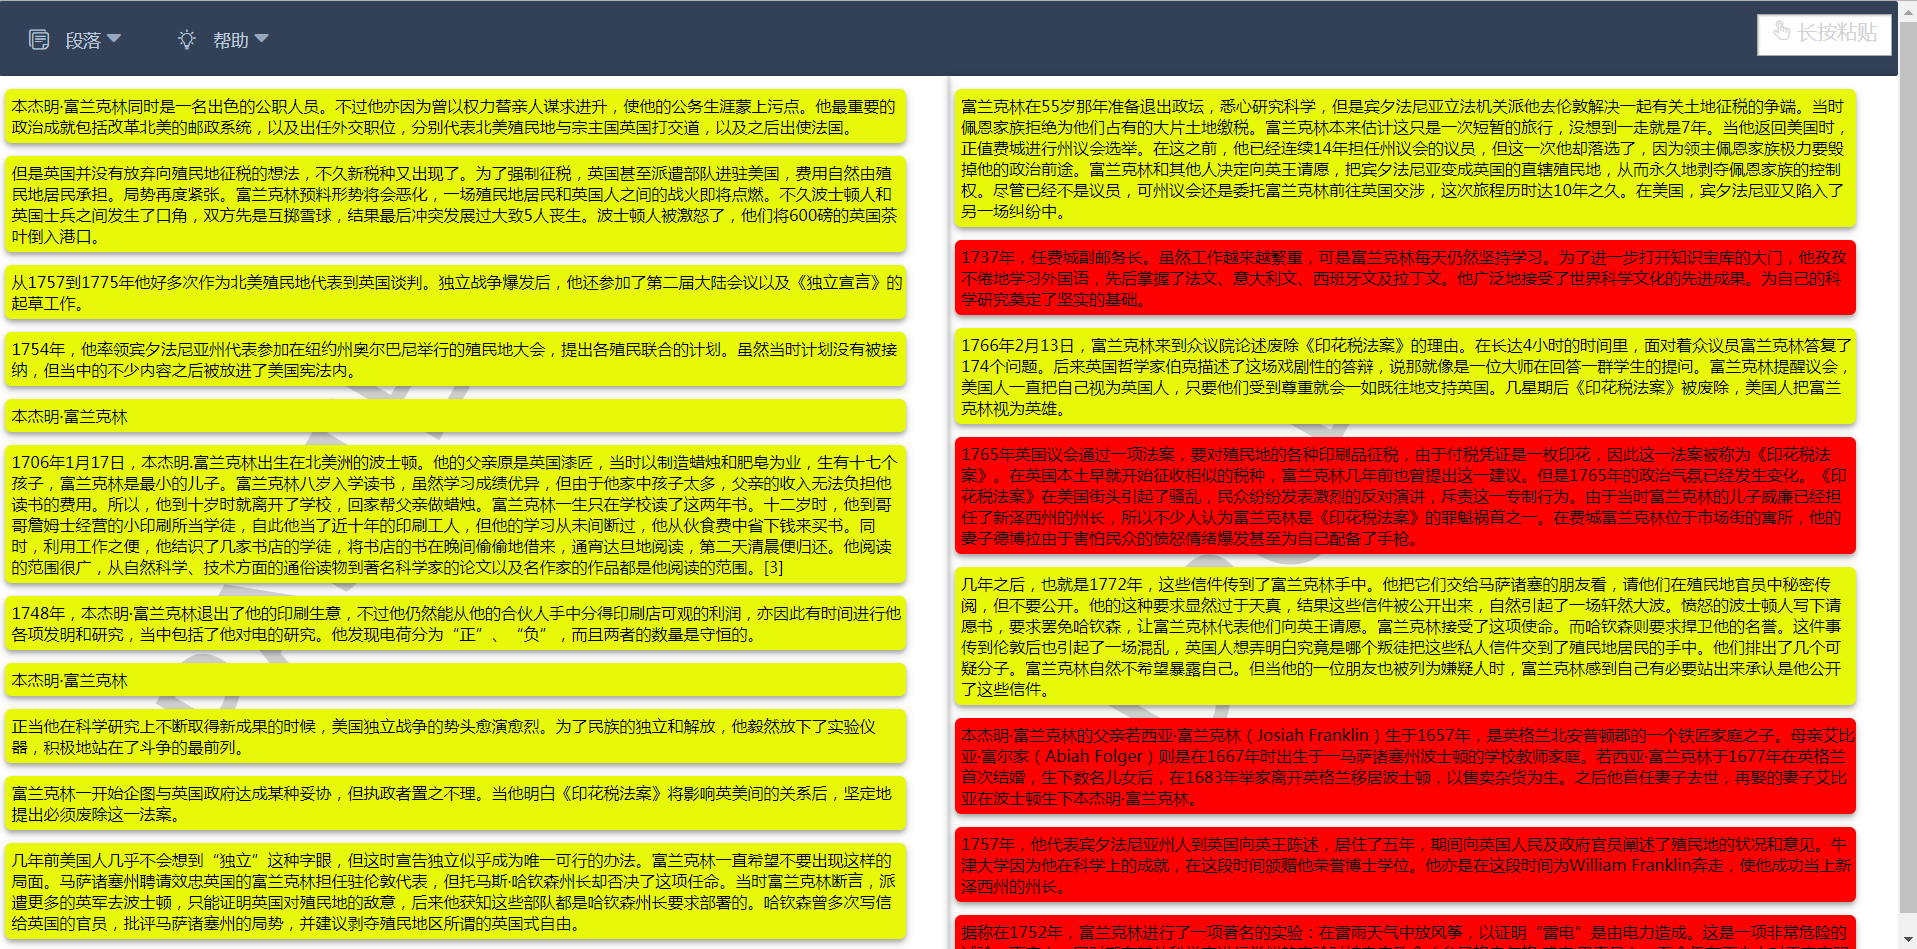 段落
帮助
长按粘贴
本杰明·富兰克林同时是一名出色的公职人员。不过他亦因为曾以权力替亲人谋求进升，使他的公务生涯蒙上污点。他最重要的
政治成就包括改革北美的邮政系统，以及出任外交职位，分别代表北美殖民地与宗主国英国打交道，以及之后出使法国。
但是英国并没有放弃向殖民地征税的想法，不久新税种又出现了。为了强制征税，英国甚至派遣部队进驻美国，费用自然由殖
民地居民承担。局势再度紧张。富兰克林预料形势将会恶化，一场殖民地居民和英国人之间的战火即将点燃。不久波士顿人和
英国士兵之间发生了口角，双方先是互掷雪球，结果最后冲突发展过大致5人丧生。波士顿人被激怒了，他们将600磅的英国茶
叶倒入港口。
从1757到1775年他好多次作为北美殖民地代表到英国谈判。独立战争爆发后，他还参加了第二届大陆会议以及《独立宣言》的
起草工作。
1754年，他率领宾夕法尼亚州代表参加在纽约州奥尔巴尼举行的殖民地大会，提出各殖民联合的计划。虽然当时计划没有被接
纳，但当中的不少内容之后被放进了美国宪法内。
本杰明·富兰克林
1706年1月17日，本杰明.富兰克林出生在北美洲的波士顿。他的父亲原是英国漆匠，当时以制造蜡烛和肥皂为业，生有十七个
孩子，富兰克林是最小的儿子。富兰克林八岁入学读书，虽然学习成绩优异，但由于他家中孩子太多，父亲的收入无法负担他
读书的费用。所以，他到十岁时就离开了学校，回家帮父亲做蜡烛。富兰克林一生只在学校读了这两年书。十二岁时，他到哥
哥詹姆士经营的小印刷所当学徒，自此他当了近十年的印刷工人，但他的学习从未间断过，他从伙食费中省下钱来买书。同
时，利用工作之便，他结识了几家书店的学徒，将书店的书在晚间偷偷地借来，通宵达旦地阅读，第二天清晨便归还。他阅读
的范围很广，从自然科学、技术方面的通俗读物到著名科学家的论文以及名作家的作品都是他阅读的范围。[3]
1748年，本杰明·富兰克林退出了他的印刷生意，不过他仍然能从他的合伙人手中分得印刷店可观的利润，亦因此有时间进行他
各项发明和研究，当中包括了他对电的研究。他发现电荷分为“正”、“负”，而且两者的数量是守恒的。
本杰明·富兰克林
正当他在科学研究上不断取得新成果的时候，美国独立战争的势头愈演愈烈。为了民族的独立和解放，他毅然放下了实验仪
器，积极地站在了斗争的最前列。
富兰克林一开始企图与英国政府达成某种妥协，但执政者置之不理。当他明白《印花税法案》将影响英美间的关系后，坚定地
提出必须废除这一法案。
几年前美国人几乎不会想到“独立”这种字眼，但这时宣告独立似乎成为唯一可行的办法。富兰克林一直希望不要出现这样的
局面。马萨诸塞州聘请效忠英国的富兰克林担任驻伦敦代表，但托马斯·哈钦森州长却否决了这项任命。当时富兰克林断言，派
遣更多的英军去波士顿，只能证明英国对殖民地的敌意，后来他获知这些部队都是哈钦森州长要求部署的。哈钦森曾多次写信
给英国的官员，批评马萨诸塞州的局势，并建议剥夺殖民地区所谓的英国式自由。
富兰克林在55岁那年准备退出政坛，悉心研究科学，但是宾夕法尼亚立法机关派他去伦敦解决一起有关土地征税的争端。当时
佩恩家族拒绝为他们占有的大片土地缴税。富兰克林本来估计这只是一次短暂的旅行，没想到一走就是7年。当他返回美国时，
正值费城进行州议会选举。在这之前，他已经连续14年担任州议会的议员，但这一次他却落选了，因为领主佩恩家族极力要毁
掉他的政治前途。富兰克林和其他人决定向英王请愿，把宾夕法尼亚变成英国的直辖殖民地，从而永久地剥夺佩恩家族的控制
权。尽管已经不是议员，可州议会还是委托富兰克林前往英国交涉，这次旅程历时达10年之久。在美国，宾夕法尼亚又陷入了
另一场纠纷中。
1737年，任费城副邮务长。虽然工作越来越繁重，可是富兰克林每天仍然坚持学习。为了进一步打开知识宝库的大门，他孜孜
不倦地学习外国语，先后掌握了法文、意大利文、西班牙文及拉丁文。他广泛地接受了世界科学文化的先进成果。为自己的科
学研究奠定了坚实的基础。
1766年2月13日，富兰克林来到众议院论述废除《印花税法案》的理由。在长达4小时的时间里，面对着众议员富兰克林答复了
174个问题。后来英国哲学家伯克描述了这场戏剧性的答辩，说那就像是一位大师在回答一群学生的提问。富兰克林提醒议会，
美国人一直把自己视为英国人，只要他们受到尊重就会一如既往地支持英国。几星期后《印花税法案》被废除，美国人把富兰
克林视为英雄。
1765年英国议会通过一项法案，要对殖民地的各种印刷品征税，由于付税凭证是一枚印花，因此这一法案被称为《印花税法
案》。在英国本土早就开始征收相似的税种，富兰克林几年前也曾提出这一建议。但是1765年的政治气氛已经发生变化。《印
花税法案》在美国街头引起了骚乱，民众纷纷发表激烈的反对演讲，斥责这一专制行为。由于当时富兰克林的儿子威廉已经担
任了新泽西州的州长，所以不少人认为富兰克林是《印花税法案》的罪魁祸首之一。在费城富兰克林位于市场街的寓所，他的
妻子德博拉由于害怕民众的愤怒情绪爆发甚至为自己配备了手枪。
几年之后，也就是1772年，这些信件传到了富兰克林手中。他把它们交给马萨诸塞的朋友看，请他们在殖民地官员中秘密传
阅，但不要公开。他的这种要求显然过于天真，结果这些信件被公开出来，自然引起了一场轩然大波。愤怒的波士顿人写下请
愿书，要求罢免哈钦森，让富兰克林代表他们向英王请愿。富兰克林接受了这项使命。而哈钦森则要求捍卫他的名誉。这件事
传到伦敦后也引起了一场混乱，英国人想弄明白究竟是哪个叛徒把这些私人信件交到了殖民地居民的手中。他们排出了几个可
疑分子。富兰克林自然不希望暴露自己。但当他的一位朋友也被列为嫌疑人时，富兰克林感到自己有必要站出来承认是他公开
了这些信件。
本杰明·富兰克林的父亲若西亚·富兰克林（Josiah Franklin）生于1657年，是英格兰北安普顿郡的一个铁匠家庭之子。母亲艾比
亚·富尔家（Abiah Folger）则是在1667年时出生于一马萨诸塞州波士顿的学校教师家庭。若西亚·富兰克林于1677年在英格兰
首次结婚，生下数名儿女后，在1683年举家离开英格兰移居波士顿，以售卖杂货为生。之后他首任妻子去世，再娶的妻子艾比
亚在波士顿生下本杰明·富兰克林。
1757年，他代表宾夕法尼亚州人到英国向英王陈述，居住了五年，期间向英国人民及政府官员阐述了殖民地的状况和意见。牛
津大学因为他在科学上的成就，在这段时间颁赠他荣誉博士学位。他亦是在这段时间为William Franklin奔走，使他成功当上新
泽西州的州长。
据称在1752年，富兰克林进行了一项著名的实验：在雷雨天气中放风筝，以证明“雷电”是由电力造成。这是一项非常危险的